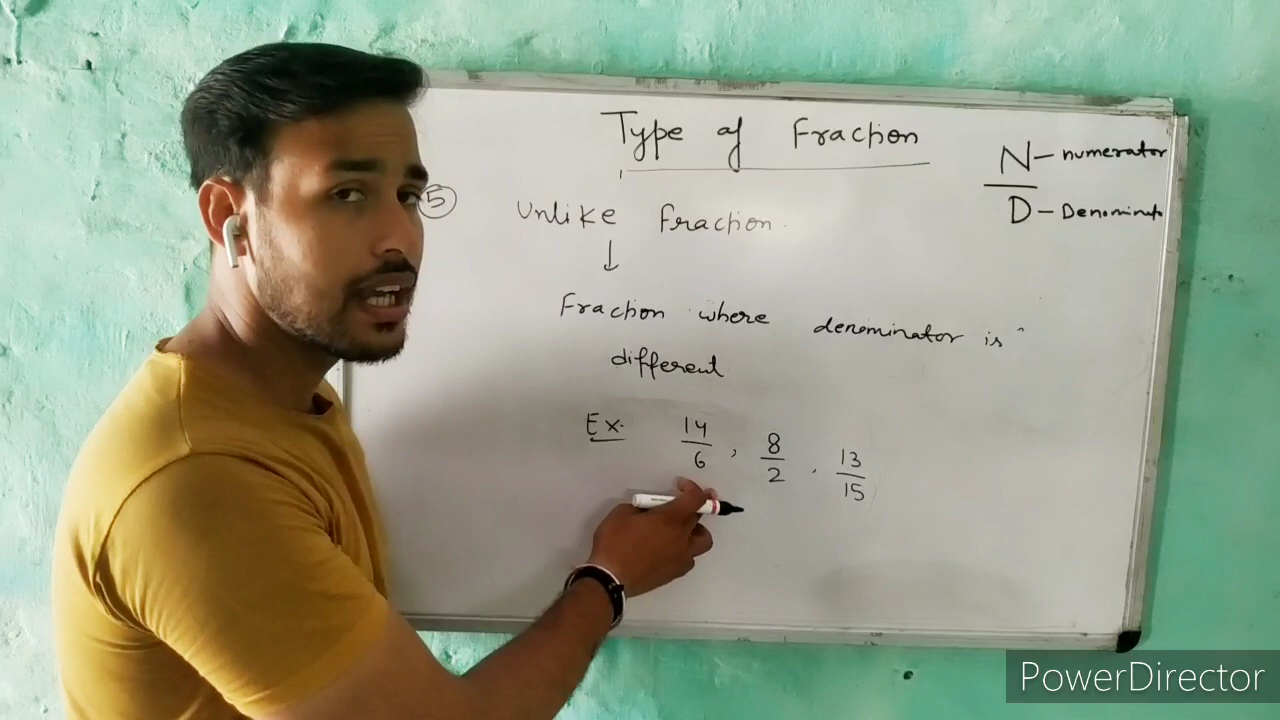 Type of Fraction
N - numerator
D - Denominato
5 Unlike Fraction.
↓
Fraction where denominator is
different
Ex. 14/6, 8/2, 13/15
PowerDirector